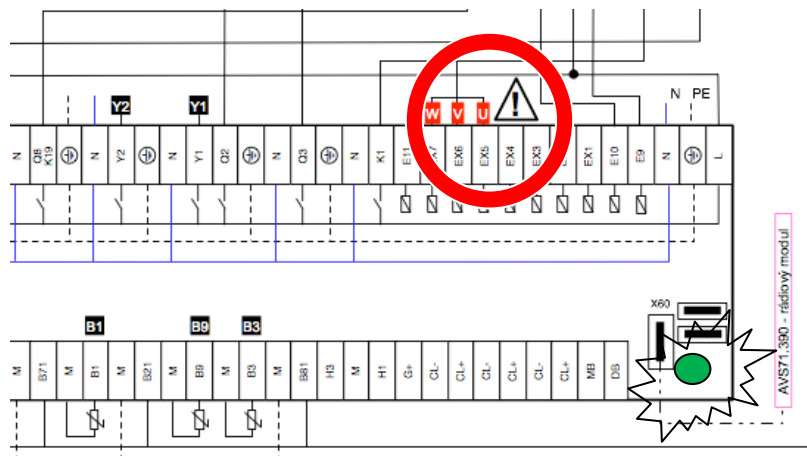 N PE
Y2 Y1 W V U
N Q8 K19 N Y2 N Y1 Q2 N Q3 N K1 E11 EX7 EX6 EX5 EX4 EX3 EX1 E10 E9 N L
AVS71.390 - rádiový modul
X60
B1 B9 B3
M B71 M B1 M B21 M B9 M B3 M B81 H3 M H1 G+ CL- CL+ CL- CL+ CL- CL+ MB DB